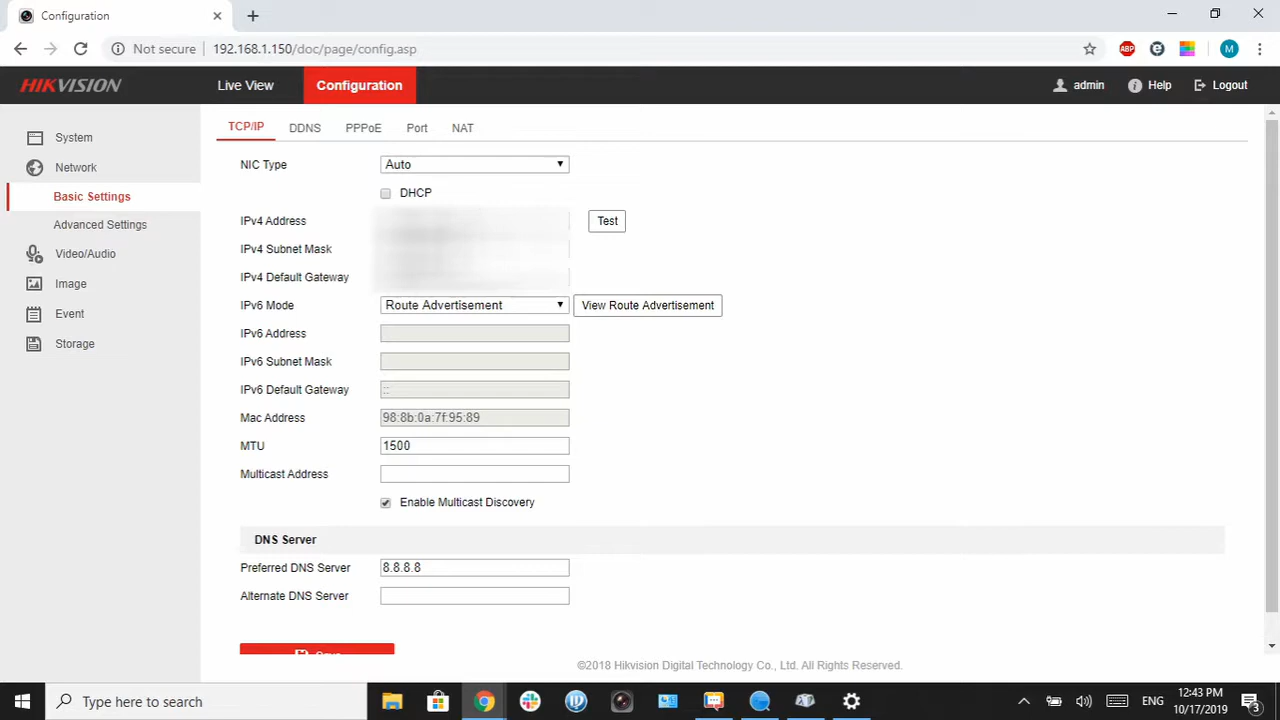 Configuration
Not secure 192.168.1.150/doc/page/config.asp
ABP
M
HIKVISION Live View Configuration admin Help Logout
TCP/IP DDNS PPPoE Port NAT
System
Network
Basic Settings
Advanced Settings
Video/Audio
Image
Event
Storage
NIC Type Auto
DHCP
IPv4 Address Test
IPv4 Subnet Mask
IPv4 Default Gateway
IPv6 Mode Route Advertisement View Route Advertisement
IPv6 Address
IPv6 Subnet Mask
IPv6 Default Gateway ::
Mac Address 98:8b:0a:7f:95:89
MTU 1500
Multicast Address
Enable Multicast Discovery
DNS Server
Preferred DNS Server 8.8.8.8
Alternate DNS Server
Save
©2018 Hikvision Digital Technology Co., Ltd. All Rights Reserved.
Type here to search
ENG
12:43 PM
10/17/2019
3